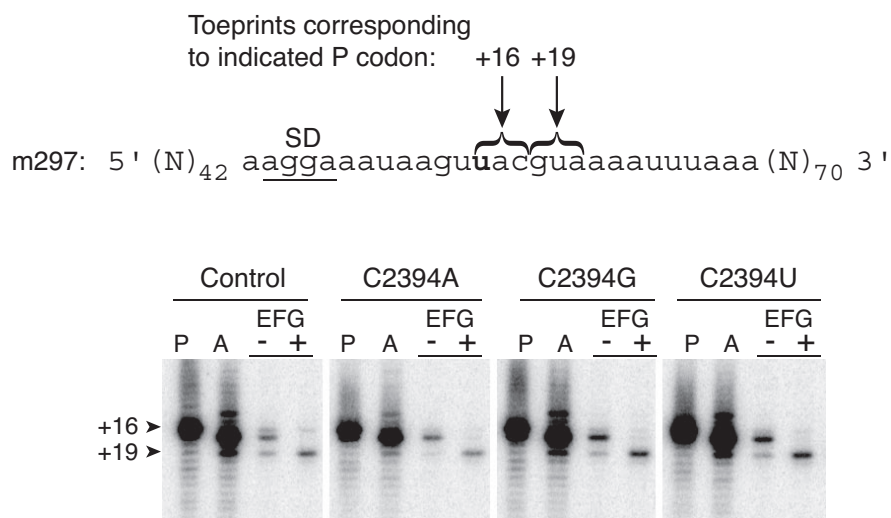 Toeprints corresponding
to indicated P codon: +16 +19
SD
m297: 5' (N)42 aaggaaauaaguuacguaaaauuuaaa(N)70 3'
Control C2394A C2394G C2394U
EFG EFG EFG EFG
P A - + P A - + P A - + P A - +
+16
+19